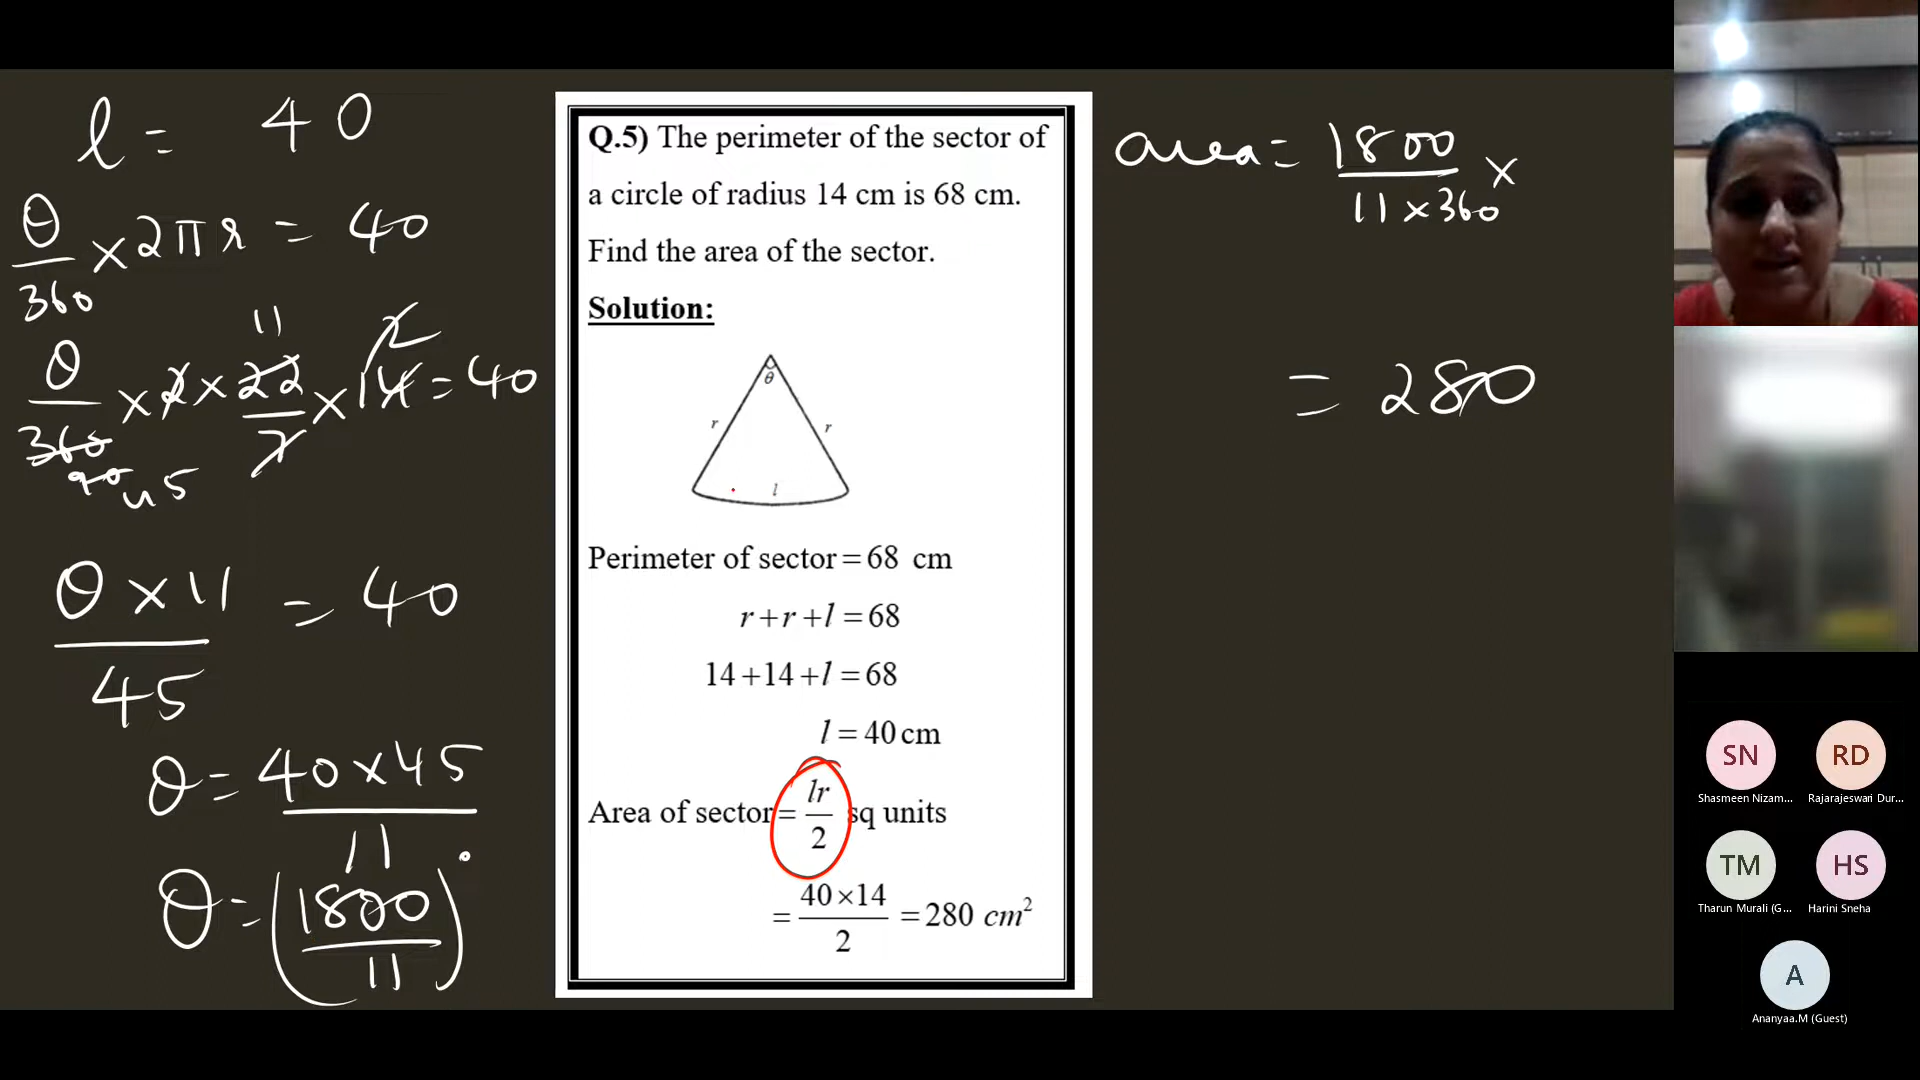 l = 40
θ/360 × 2πr = 40
θ/360 × 2 × 22/7 × 14 = 40
11
2
90 45
θ × 11 / 45 = 40
θ = 40 × 45 / 11
θ = (1800/11)°
Q.5) The perimeter of the sector of
a circle of radius 14 cm is 68 cm.
Find the area of the sector.
Solution:
θ
r
r
l
Perimeter of sector = 68 cm
r + r + l = 68
14 + 14 + l = 68
l = 40 cm
Area of sector = lr/2 sq units
= 40 × 14 / 2 = 280 cm²
area = 1800 / 11 × 360 ×
= 280
SN
Shasmeen Nizam...
RD
Rajarajeswari Dur...
TM
Tharun Murali (G...
HS
Harini Sneha
A
Ananyaa.M (Guest)